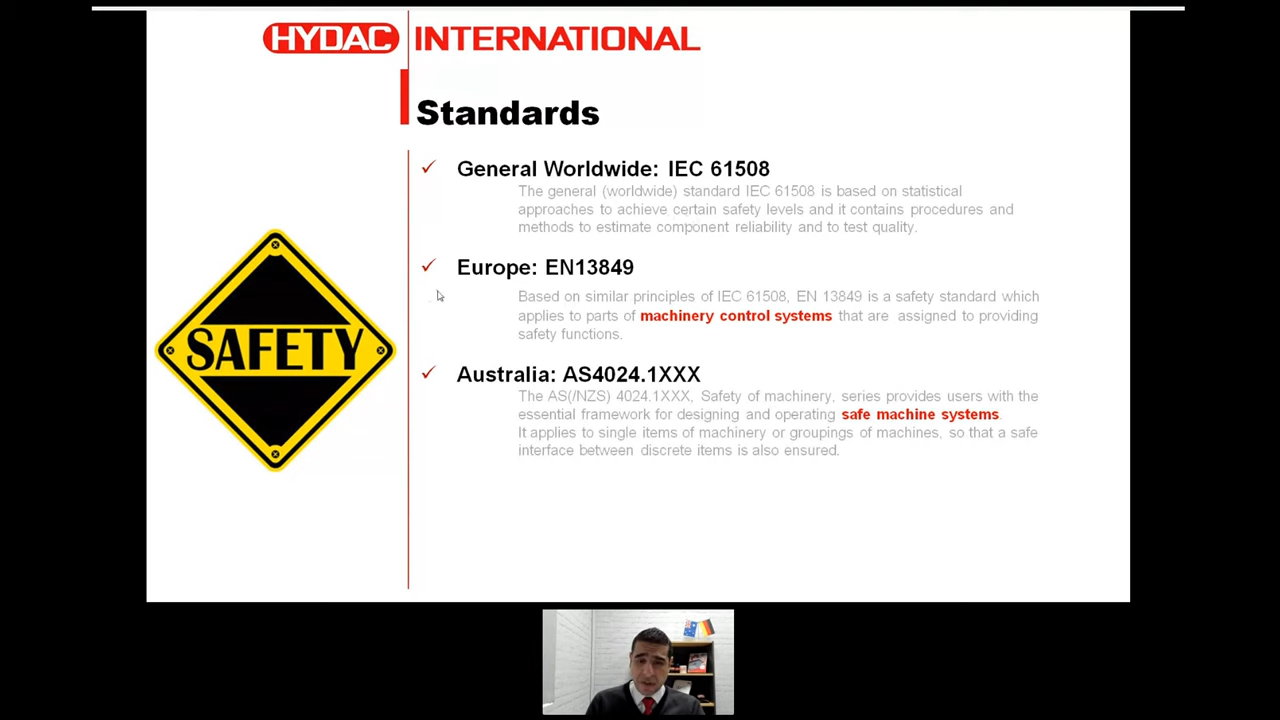 HYDAC INTERNATIONAL
Standards
General Worldwide: IEC 61508
The general (worldwide) standard IEC 61508 is based on statistical
approaches to achieve certain safety levels and it contains procedures and
methods to estimate component reliability and to test quality.
Europe: EN13849
Based on similar principles of IEC 61508, EN 13849 is a safety standard which
applies to parts of machinery control systems that are assigned to providing
safety functions.
SAFETY
Australia: AS4024.1XXX
The AS(/NZS) 4024.1XXX, Safety of machinery, series provides users with the
essential framework for designing and operating safe machine systems.
It applies to single items of machinery or groupings of machines, so that a safe
interface between discrete items is also ensured.